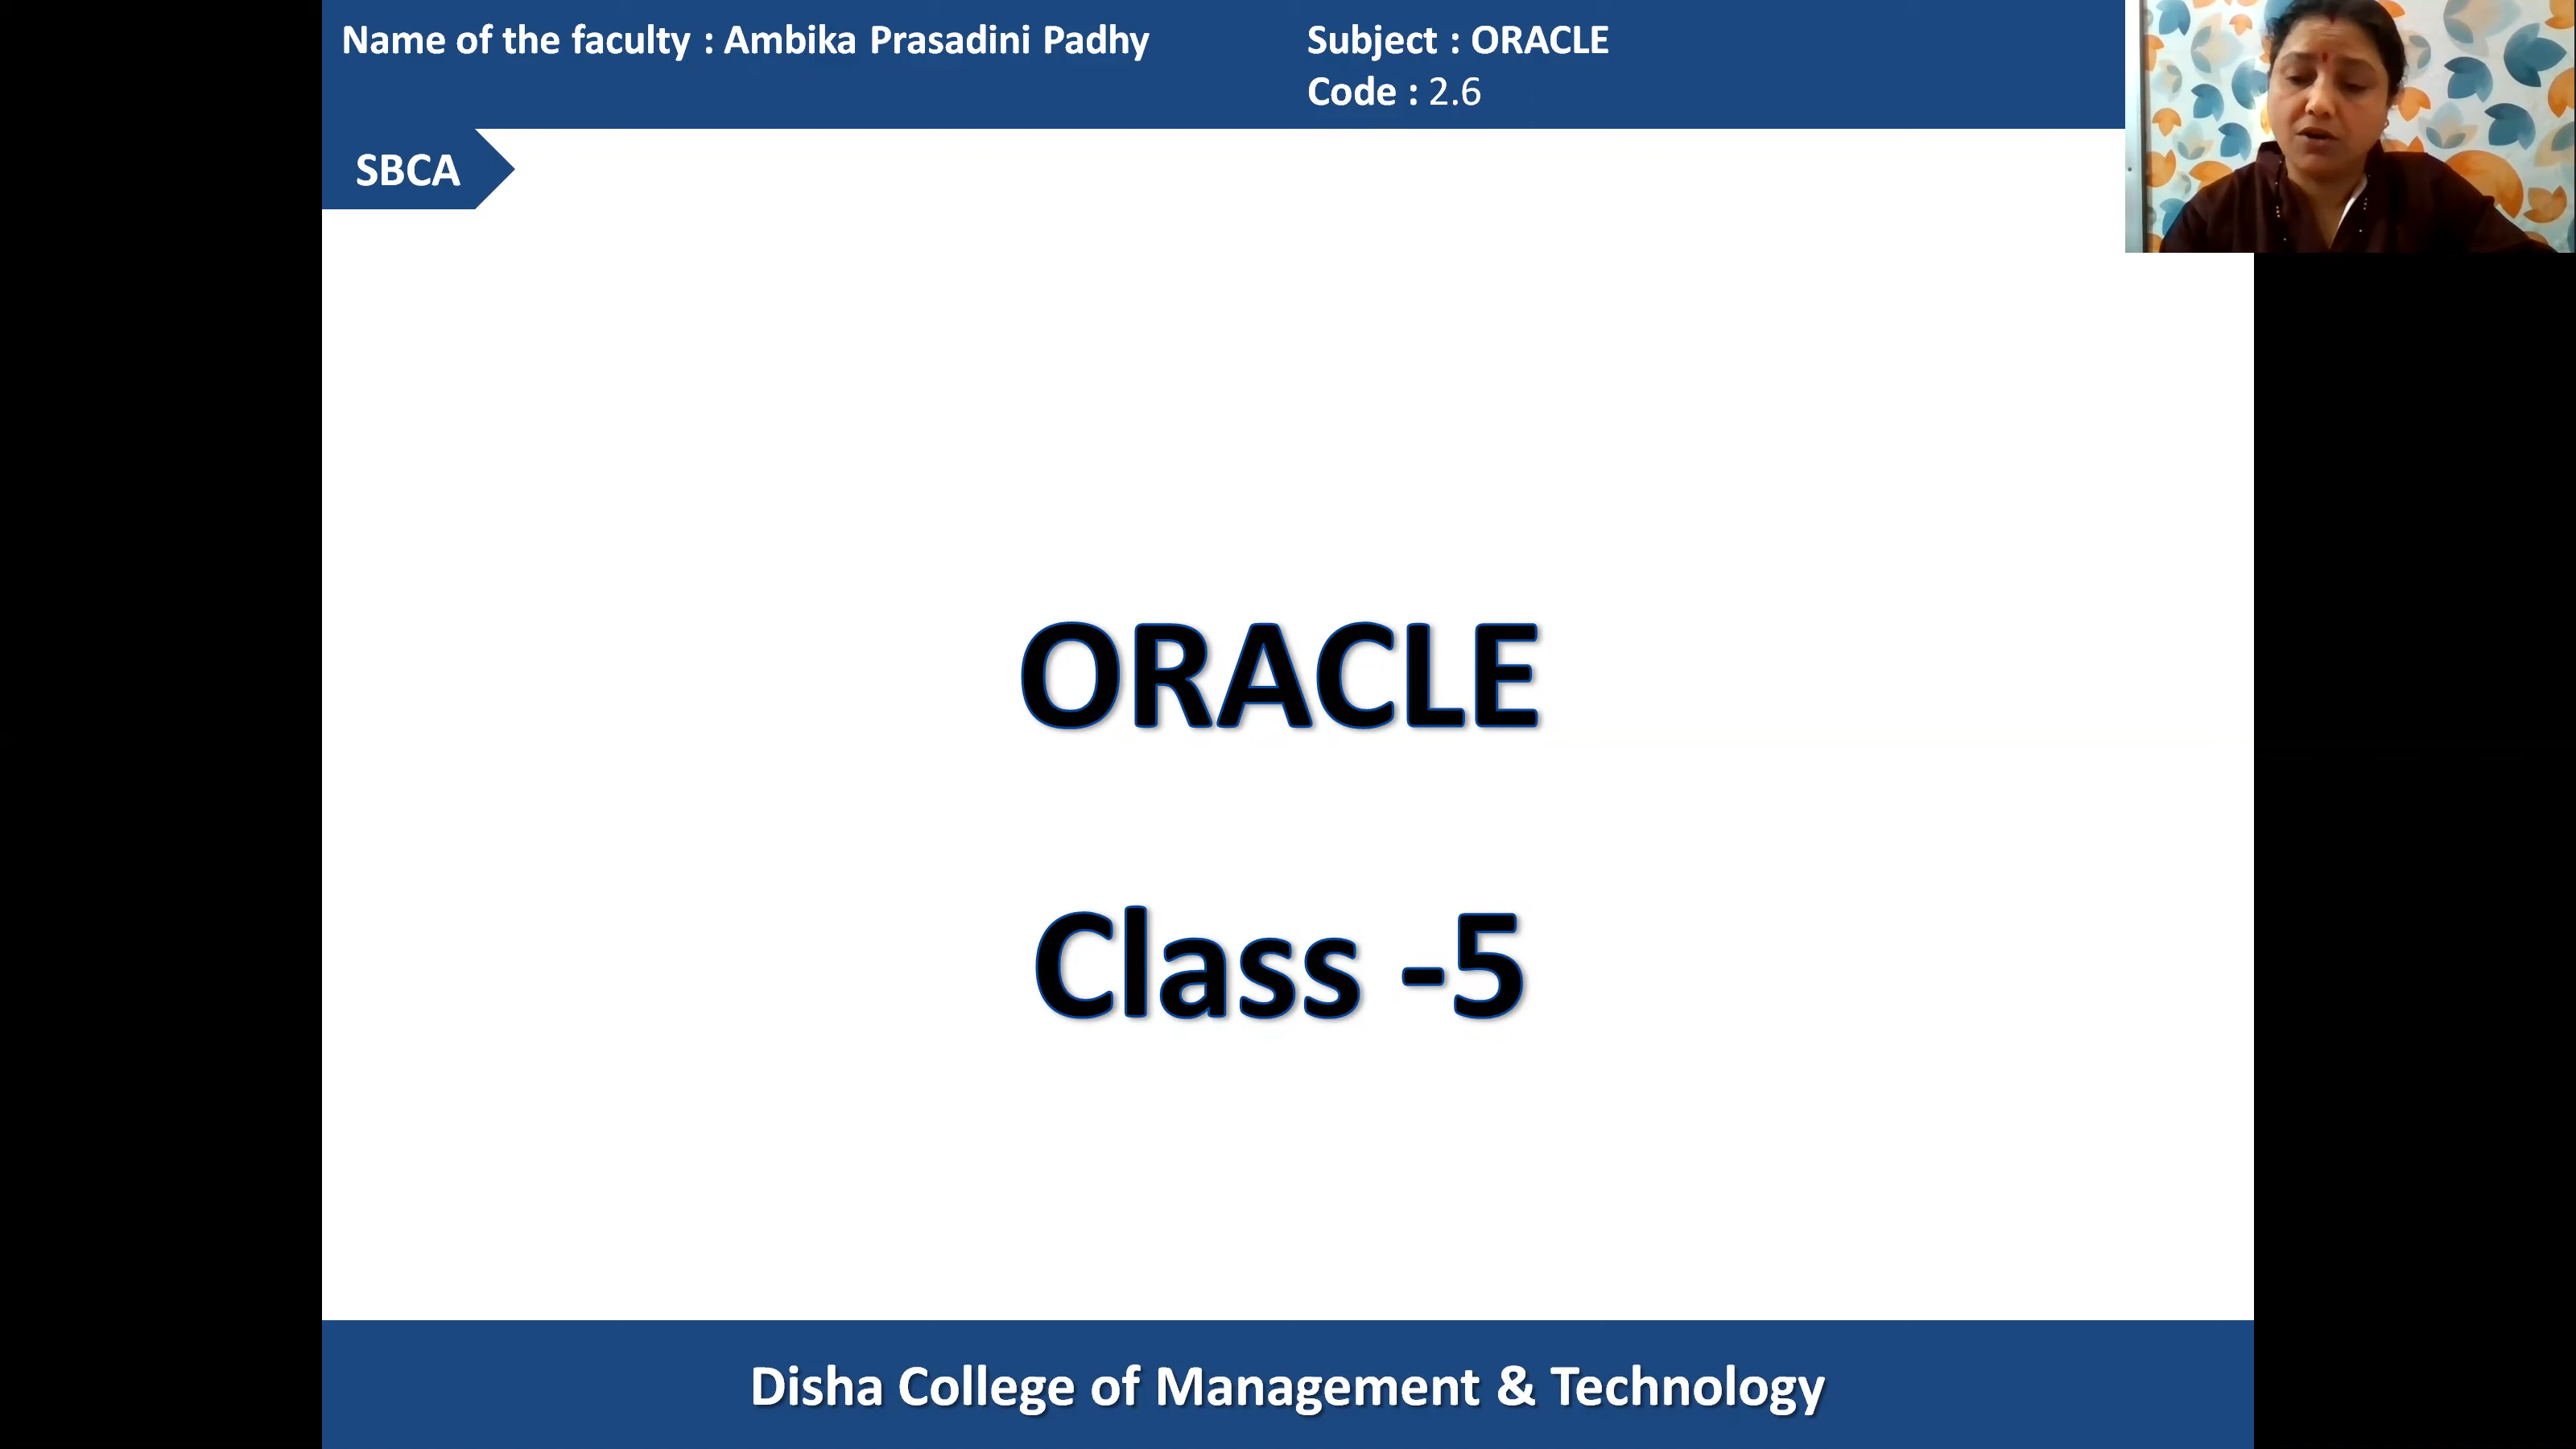 Name of the faculty : Ambika Prasadini Padhy
Subject : ORACLE
Code : 2.6
SBCA
ORACLE
Class -5
Disha College of Management & Technology